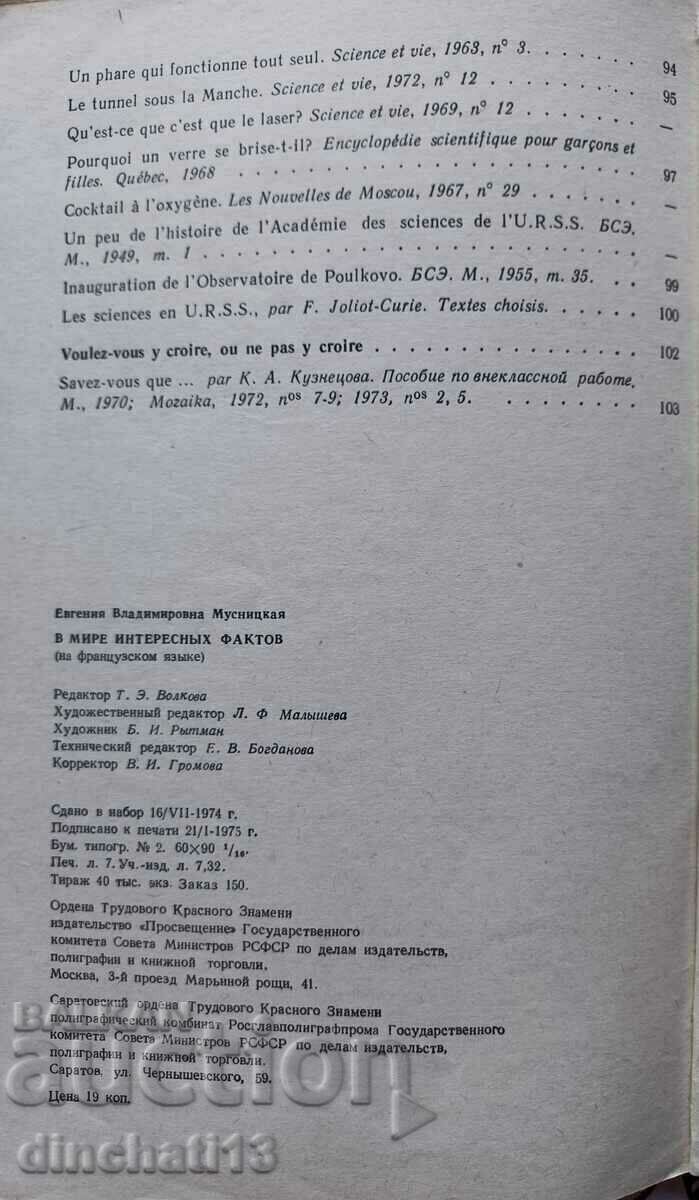 Un phare qui fonctionne tout seul. Science et vie, 1963, n° 3. . . . . . . 94
Le tunnel sous la Manche. Science et vie, 1972, n° 12 . . . . . . . . 95
Qu'est-ce que c'est que le laser? Science et vie, 1969, n° 12 . . . . . . —
Pourquoi un verre se brise-t-il? Encyclopédie scientifique pour garçons et
filles. Québec, 1968 . . . . . . . . . . . . . . . . . . . 97
Cocktail à l'oxygène. Les Nouvelles de Moscou, 1967, n° 29 . . . . . . —
Un peu de l'histoire de l'Académie des sciences de l'U.R.S.S. БСЭ.
М., 1949, т. 1 . . . . . . . . . . . . . . . . . . . . . —
Inauguration de l'Observatoire de Poulkovo. БСЭ. М., 1955, т. 35. . . 99
Les sciences en U.R.S.S., par F. Joliot-Curie. Textes choisis. . . . . . 100
Voulez-vous y croire, ou ne pas y croire . . . . . . . . . . . . . 102
Savez-vous que ... par К. А. Кузнецова. Пособие по внеклассной работе,
М., 1970; Mozaika, 1972, nos 7-9; 1973, nos 2, 5. . . . . . . . . 103
Евгения Владимировна Мусницкая
В МИРЕ ИНТЕРЕСНЫХ ФАКТОВ
(на французском языке)
Редактор Т. Э. Волкова
Художественный редактор Л. Ф Малышева
Художник Б. И. Рытман
Технический редактор Е. В. Богданова
Корректор В. И. Громова
Сдано в набор 16/VII-1974 г.
Подписано к печати 21/I-1975 г.
Бум. типогр. № 2. 60×90 1/16.
Печ. л. 7. Уч.-изд. л. 7,32.
Тираж 40 тыс. экз. Заказ 150.
Ордена Трудового Красного Знамени
издательство «Просвещение» Государственного
комитета Совета Министров РСФСР по делам издательств,
полиграфии и книжной торговли.
Москва, 3-й проезд Марьиной рощи, 41.
Саратовский ордена Трудового Красного Знамени
полиграфический комбинат Росглавполиграфпрома Государственного
комитета Совета Министров РСФСР по делам издательств,
полиграфии и книжной торговли.
Саратов, ул. Чернышевского, 59.
Цена 19 коп.
auction
dinchati13